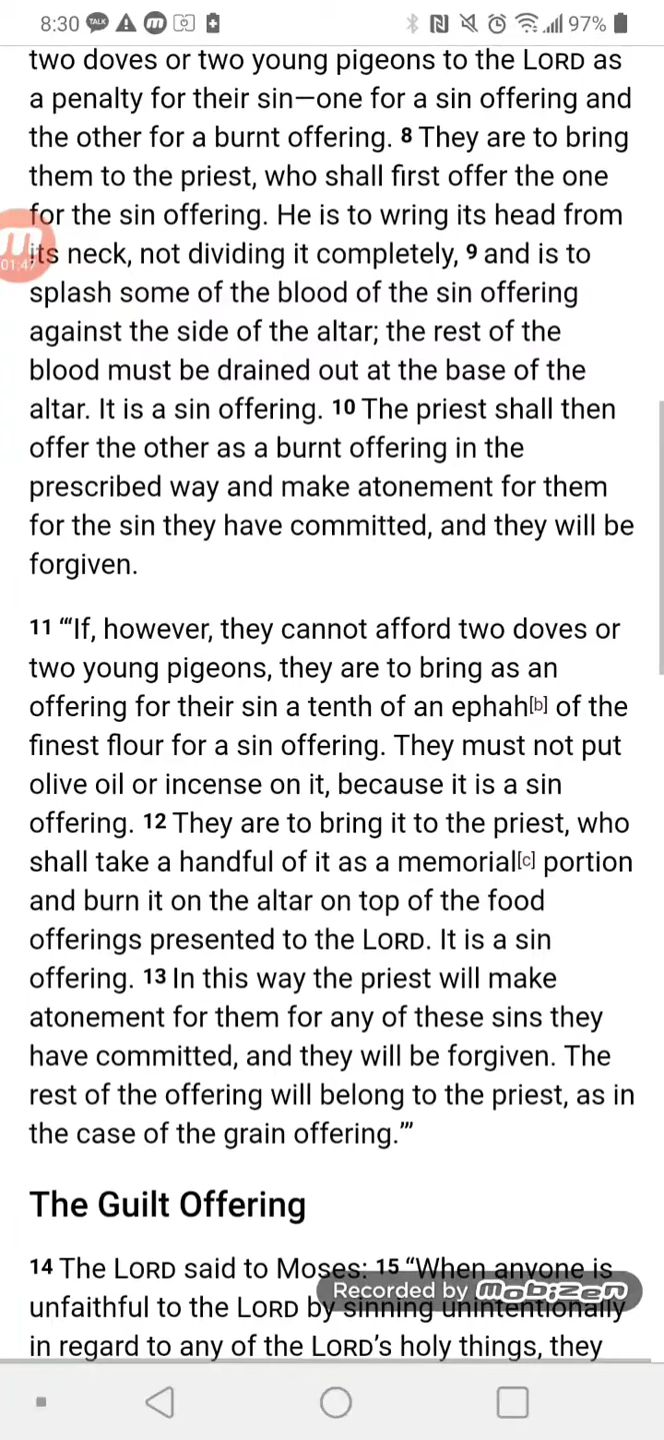 8:30 TALK m 97%
two doves or two young pigeons to the LORD as
a penalty for their sin—one for a sin offering and
the other for a burnt offering. 8 They are to bring
them to the priest, who shall first offer the one
for the sin offering. He is to wring its head from
its neck, not dividing it completely, 9 and is to
01:47
splash some of the blood of the sin offering
against the side of the altar; the rest of the
blood must be drained out at the base of the
altar. It is a sin offering. 10 The priest shall then
offer the other as a burnt offering in the
prescribed way and make atonement for them
for the sin they have committed, and they will be
forgiven.
11 “‘If, however, they cannot afford two doves or
two young pigeons, they are to bring as an
offering for their sin a tenth of an ephah[b] of the
finest flour for a sin offering. They must not put
olive oil or incense on it, because it is a sin
offering. 12 They are to bring it to the priest, who
shall take a handful of it as a memorial[c] portion
and burn it on the altar on top of the food
offerings presented to the LORD. It is a sin
offering. 13 In this way the priest will make
atonement for them for any of these sins they
have committed, and they will be forgiven. The
rest of the offering will belong to the priest, as in
the case of the grain offering.’”
The Guilt Offering
14 The LORD said to Moses: 15 “When anyone is
Recorded by mobizen
unfaithful to the LORD by sinning unintentionally
in regard to any of the LORD’s holy things, they